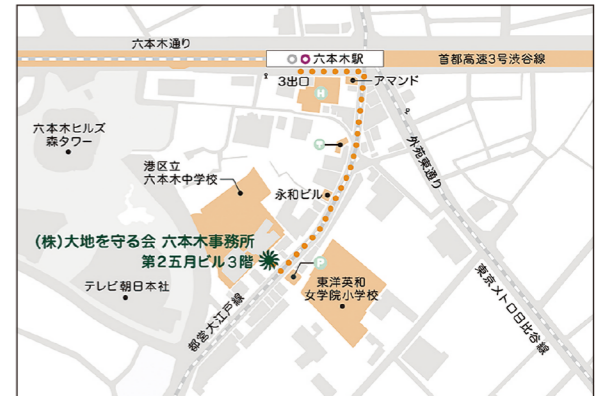 六本木通り
六本木駅
首都高速3号渋谷線
3出口
アマンド
H
六本木ヒルズ
森タワー
外苑東通り
港区立
六本木中学校
永和ビル
(株)大地を守る会 六本木事務所
第2五月ビル3階
P
テレビ朝日本社
東洋英和
女学院小学校
都営大江戸線
東京メトロ日比谷線